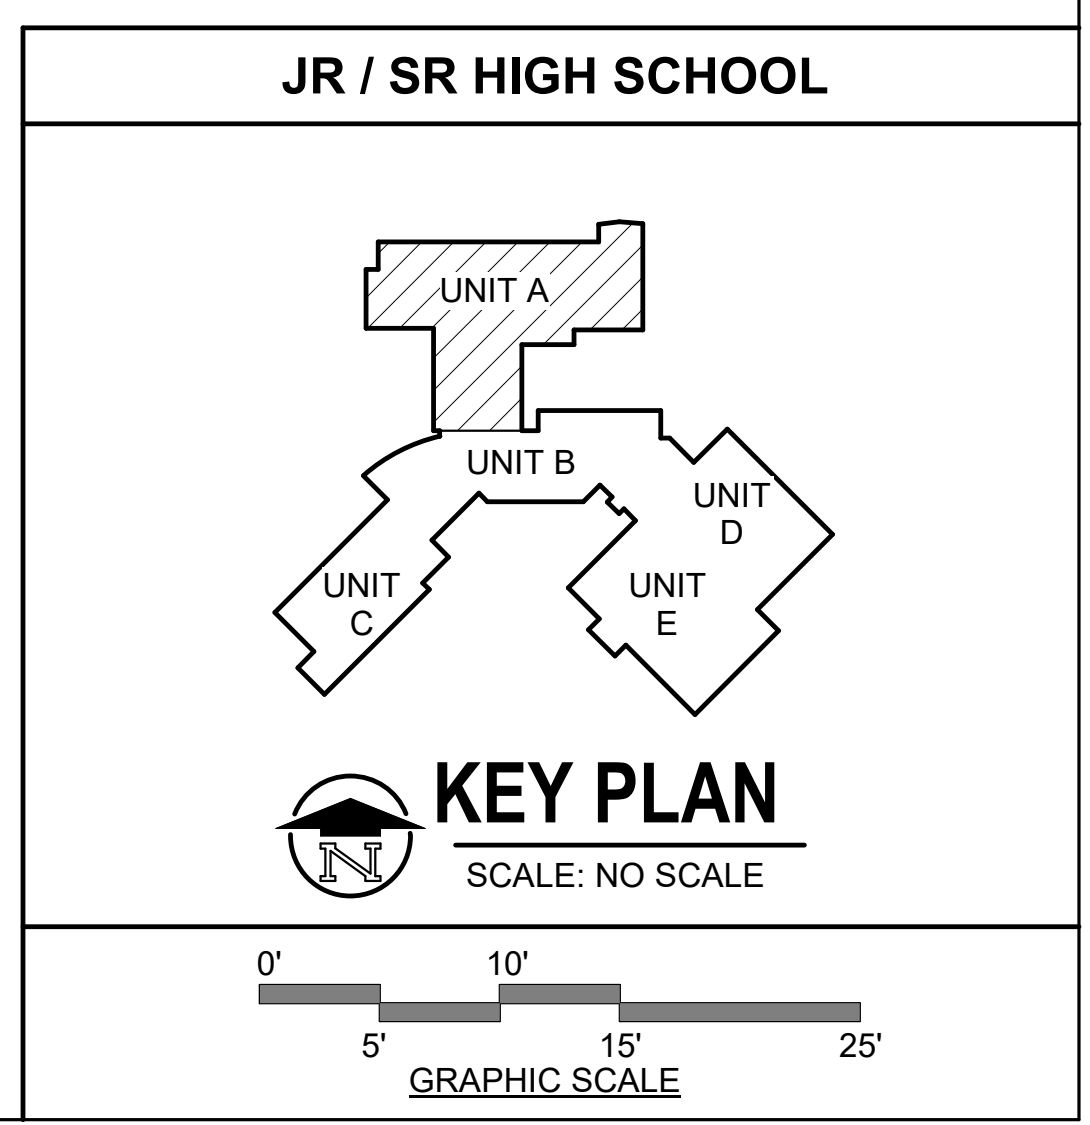 JR / SR HIGH SCHOOL
UNIT A
UNIT B
UNIT
D
UNIT
C
UNIT
E
N
KEY PLAN
SCALE: NO SCALE
0' 10'
5' 15' 25'
GRAPHIC SCALE